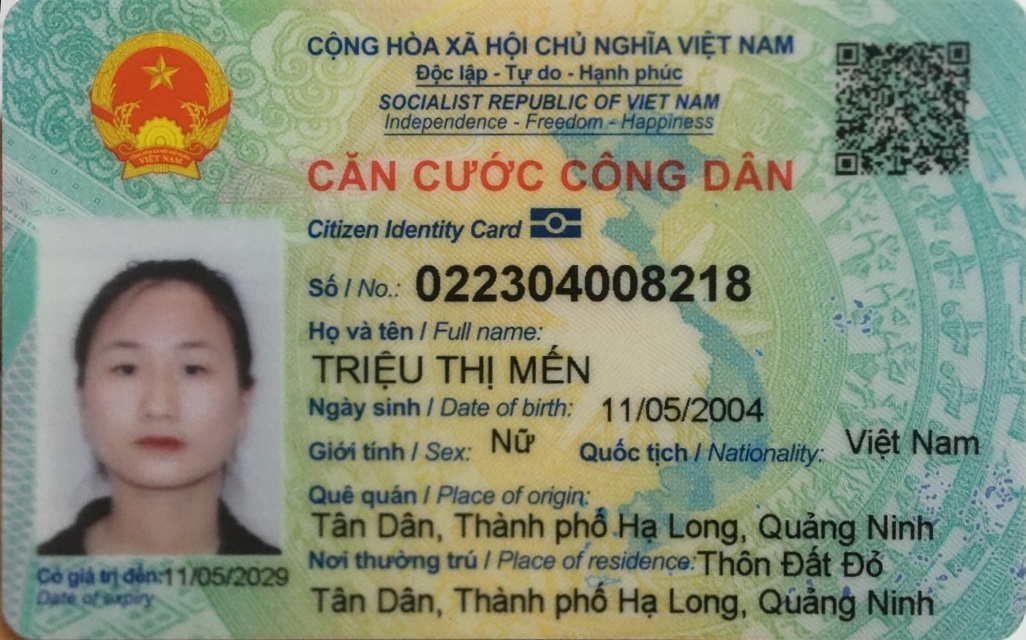 CỘNG HÒA XÃ HỘI CHỦ NGHĨA VIỆT NAM
Độc lập - Tự do - Hạnh phúc
SOCIALIST REPUBLIC OF VIET NAM
Independence - Freedom - Happiness
CĂN CƯỚC CÔNG DÂN
Citizen Identity Card
VIỆT NAM
Số / No.: 022304008218
Họ và tên / Full name:
TRIỆU THỊ MẾN
Ngày sinh / Date of birth: 11/05/2004
Giới tính / Sex: Nữ Quốc tịch / Nationality: Việt Nam
Quê quán / Place of origin:
Tân Dân, Thành phố Hạ Long, Quảng Ninh
Nơi thường trú / Place of residence: Thôn Đất Đỏ
Tân Dân, Thành phố Hạ Long, Quảng Ninh
Có giá trị đến: 11/05/2029
Date of expiry